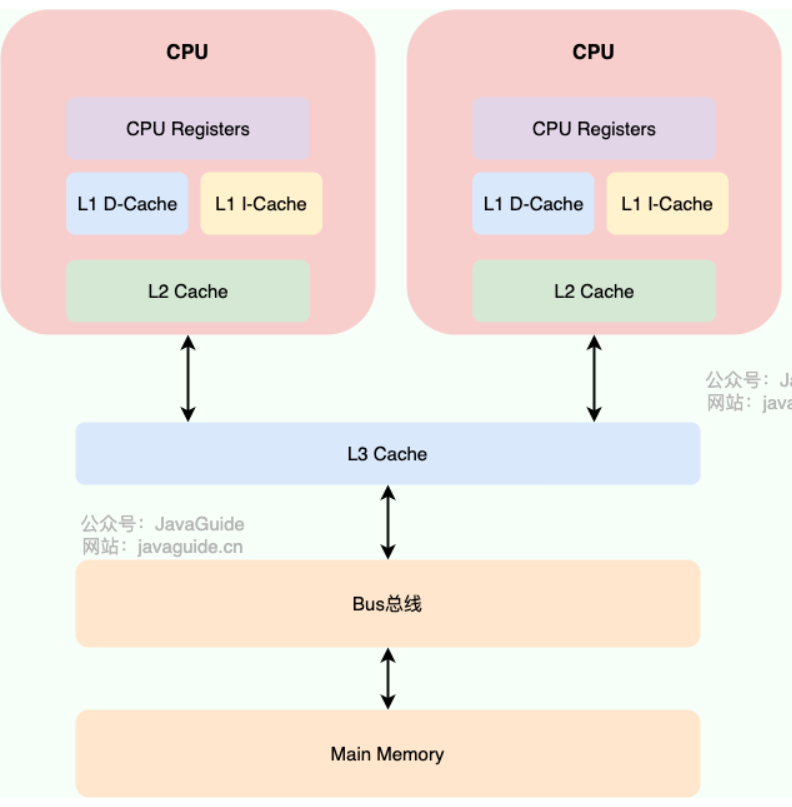 CPU
CPU
CPU Registers
CPU Registers
L1 D-Cache
L1 I-Cache
L1 D-Cache
L1 I-Cache
L2 Cache
L2 Cache
公众号：Ja
网站：java
L3 Cache
公众号：JavaGuide
网站：javaguide.cn
Bus总线
Main Memory